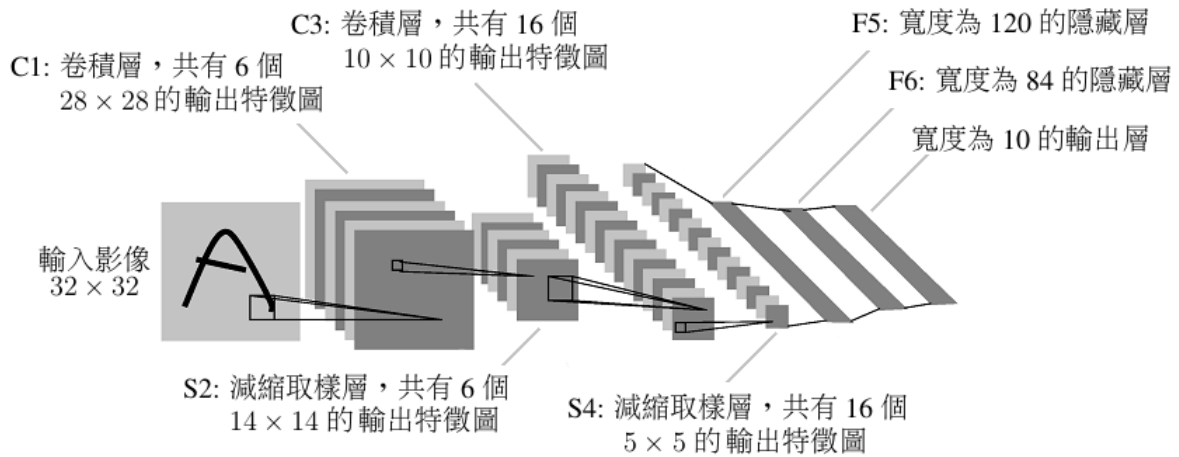 C1: 卷積層，共有 6 個
28 × 28 的輸出特徵圖
C3: 卷積層，共有 16 個
10 × 10 的輸出特徵圖
F5: 寬度為 120 的隱藏層
F6: 寬度為 84 的隱藏層
寬度為 10 的輸出層
輸入影像
32 × 32
S2: 減縮取樣層，共有 6 個
14 × 14 的輸出特徵圖
S4: 減縮取樣層，共有 16 個
5 × 5 的輸出特徵圖